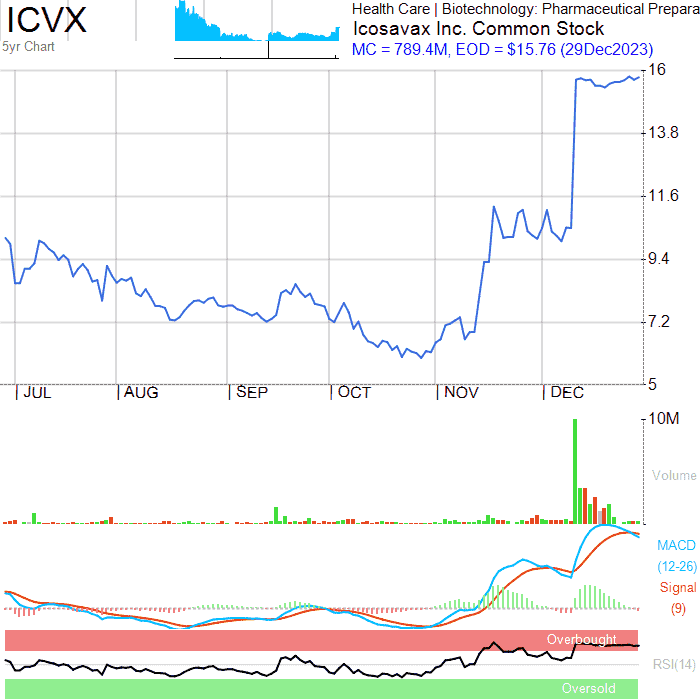 ICVX
5yr Chart
Health Care | Biotechnology: Pharmaceutical Prepara
Icosavax Inc. Common Stock
MC = 789.4M, EOD = $15.76 (29Dec2023)
16
13.8
11.6
9.4
7.2
5
JUL AUG SEP OCT NOV DEC
10M
Volume
MACD
(12-26)
Signal
(9)
Overbought
RSI(14)
Oversold